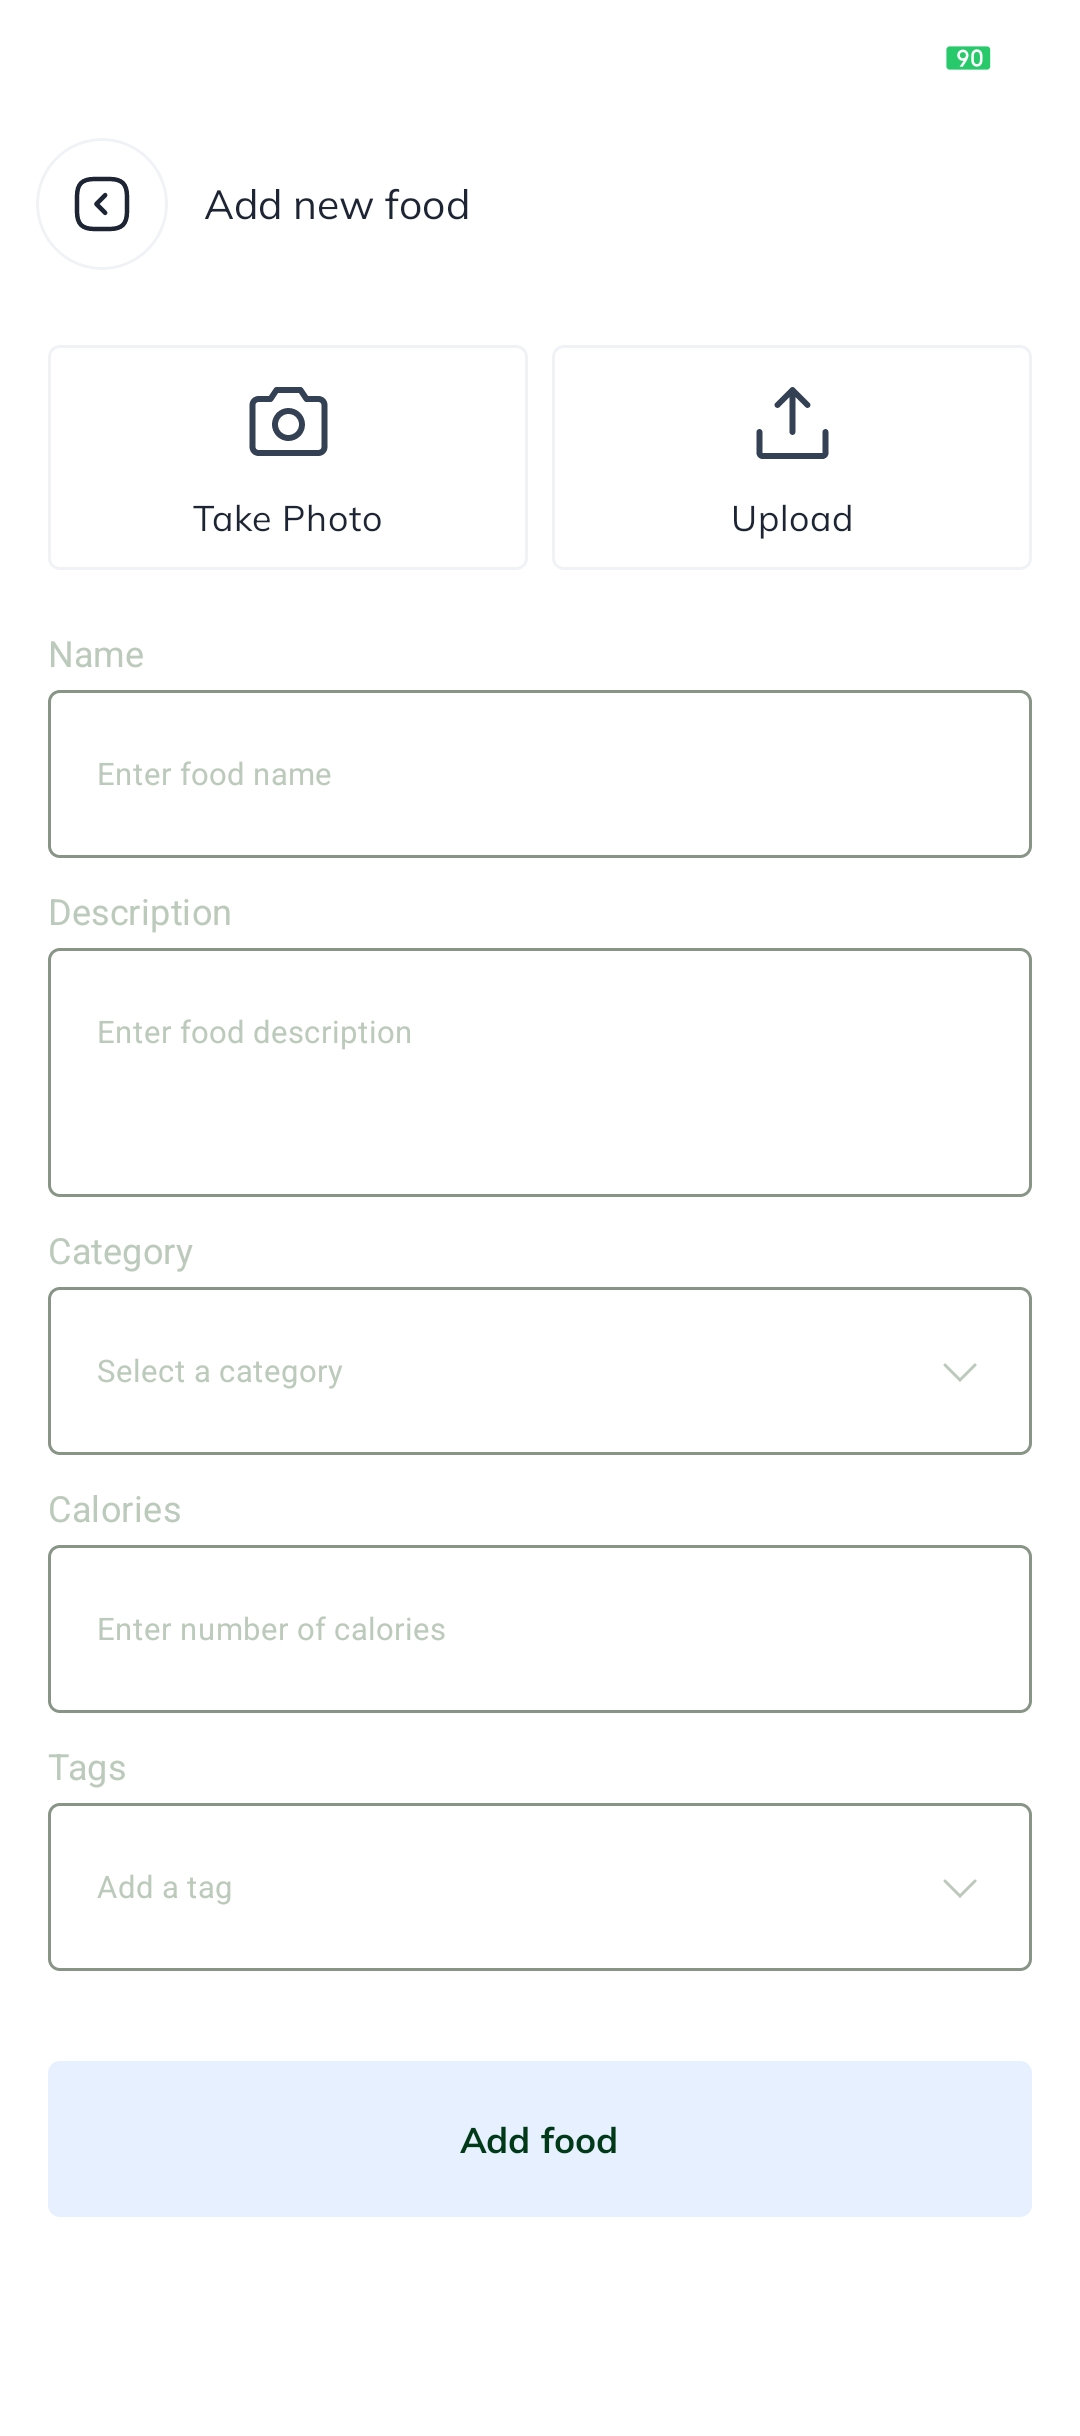 90
Add new food
Take Photo
Upload
Name
Enter food name
Description
Enter food description
Category
Select a category
Calories
Enter number of calories
Tags
Add a tag
Add food